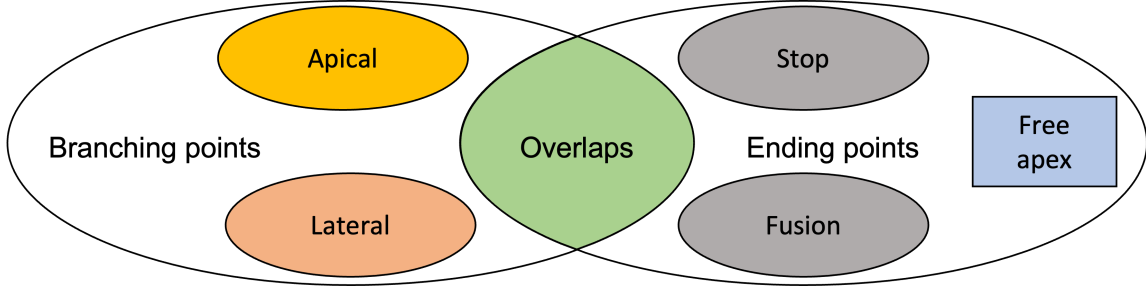 Apical
Stop
Branching points
Overlaps
Ending points
Free
apex
Lateral
Fusion